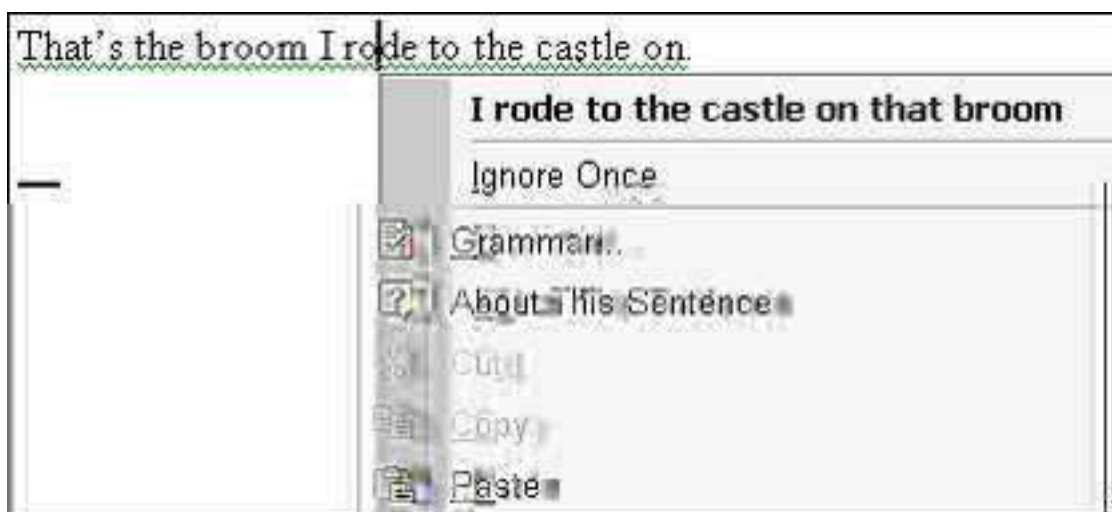 That's the broom I rode to the castle on.
I rode to the castle on that broom
Ignore Once
Grammar...
About This Sentence
Cut
Copy
Paste